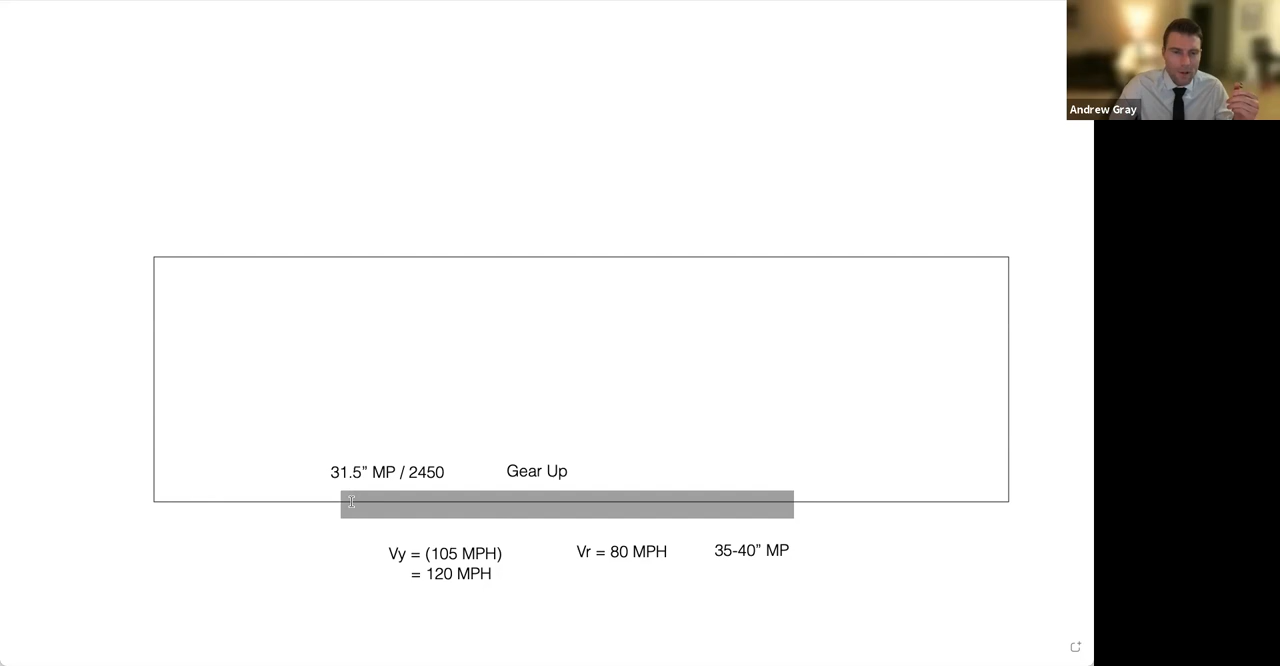 Andrew Gray
31.5” MP / 2450
Gear Up
Vy = (105 MPH)
= 120 MPH
Vr = 80 MPH
35-40” MP